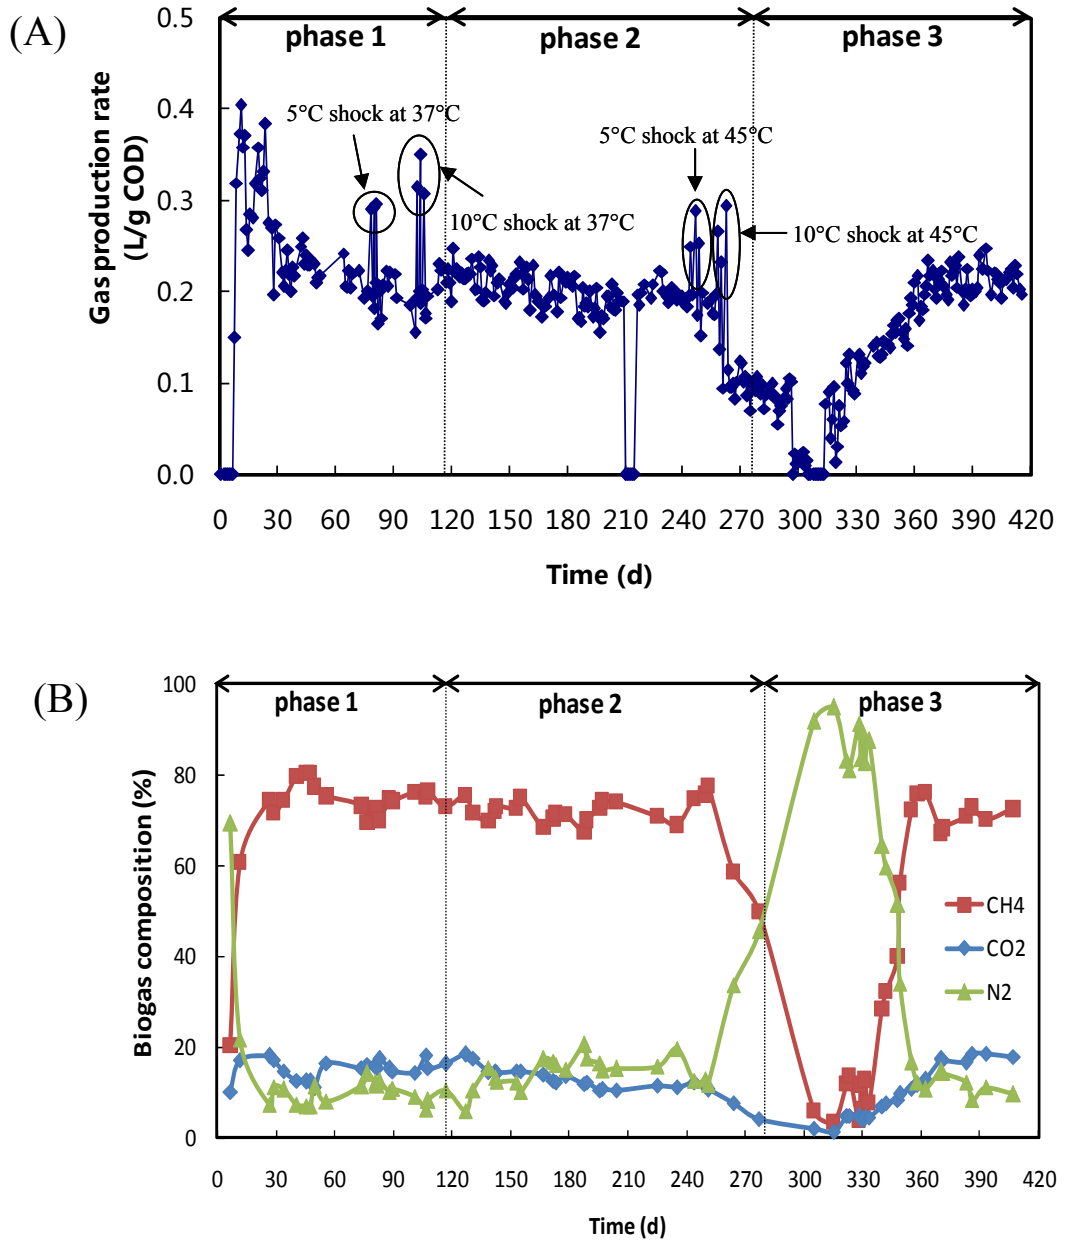 (A)
0.5
0.4
0.3
0.2
0.1
0.0
Gas production rate
(L/g COD)
phase 1
phase 2
phase 3
5°C shock at 37°C
10°C shock at 37°C
5°C shock at 45°C
10°C shock at 45°C
0 30 60 90 120 150 180 210 240 270 300 330 360 390 420
Time (d)
(B)
100
80
60
40
20
0
Biogas composition (%)
phase 1
phase 2
phase 3
CH4
CO2
N2
0 30 60 90 120 150 180 210 240 270 300 330 360 390 420
Time (d)